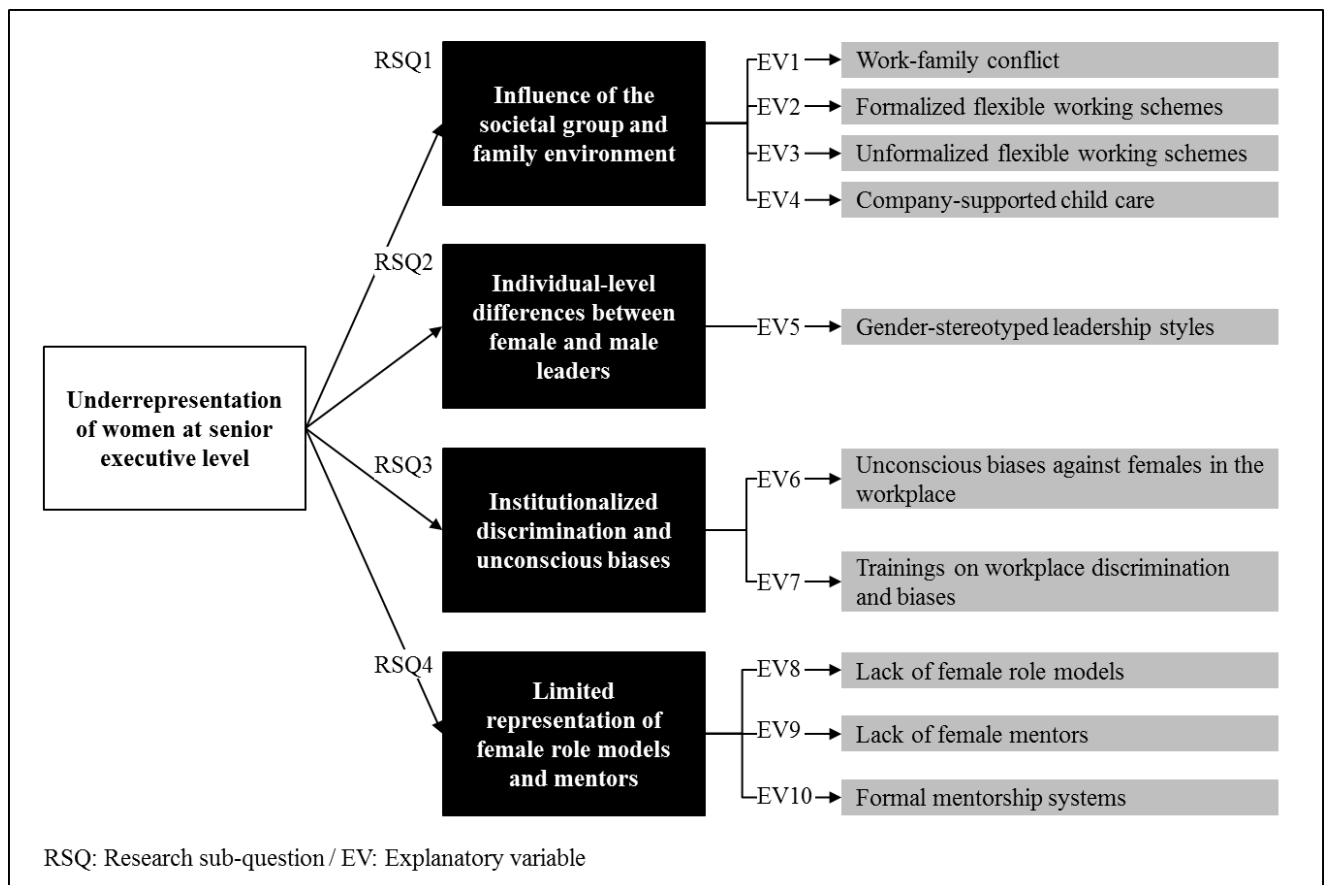 RSQ1
Influence of the
societal group and
family environment
EV1
Work-family conflict
EV2
Formalized flexible working schemes
EV3
Unformalized flexible working schemes
EV4
Company-supported child care
RSQ2
Individual-level
differences between
female and male
leaders
EV5
Gender-stereotyped leadership styles
Underrepresentation
of women at senior
executive level
RSQ3
Institutionalized
discrimination and
unconscious biases
EV6
Unconscious biases against females in the
workplace
EV7
Trainings on workplace discrimination
and biases
RSQ4
Limited
representation of
female role models
and mentors
EV8
Lack of female role models
EV9
Lack of female mentors
EV10
Formal mentorship systems
RSQ: Research sub-question / EV: Explanatory variable